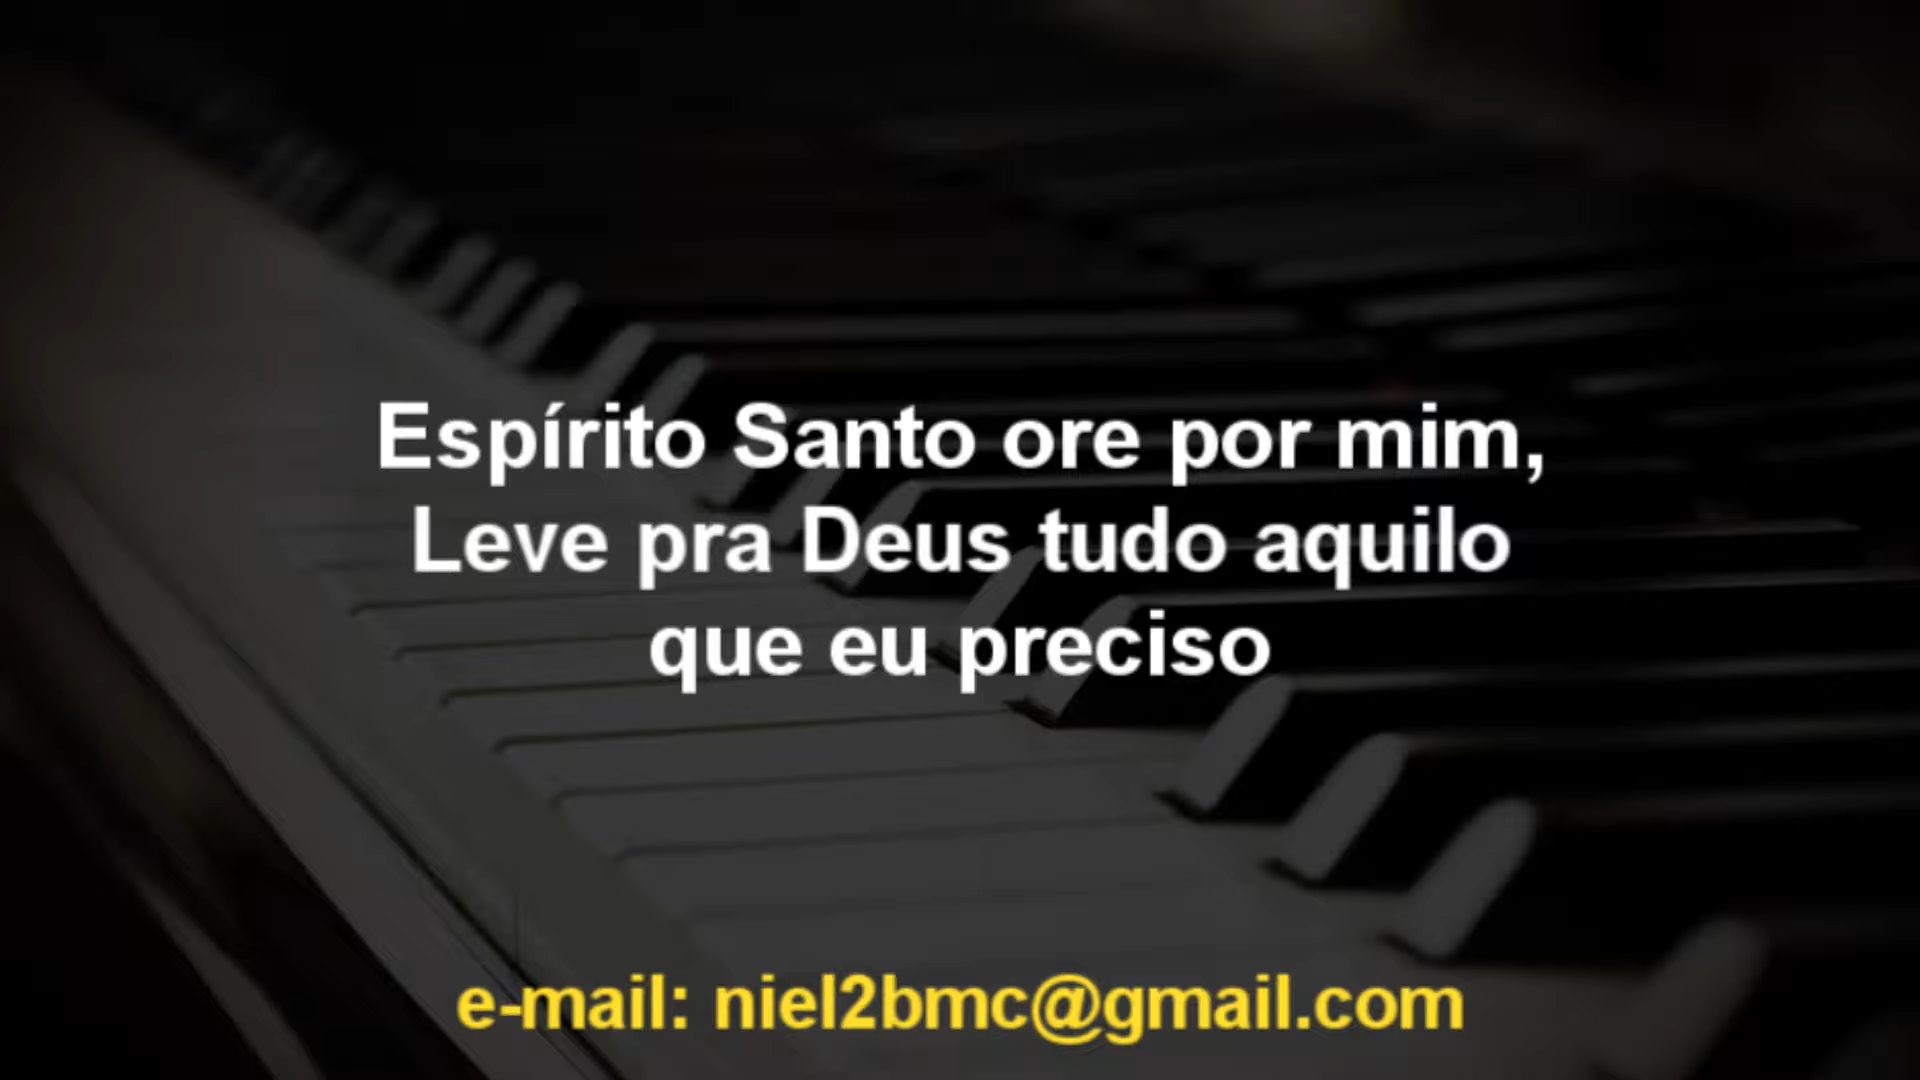 Espírito Santo ore por mim,
Leve pra Deus tudo aquilo
que eu preciso
e-mail: niel2bmc@gmail.com